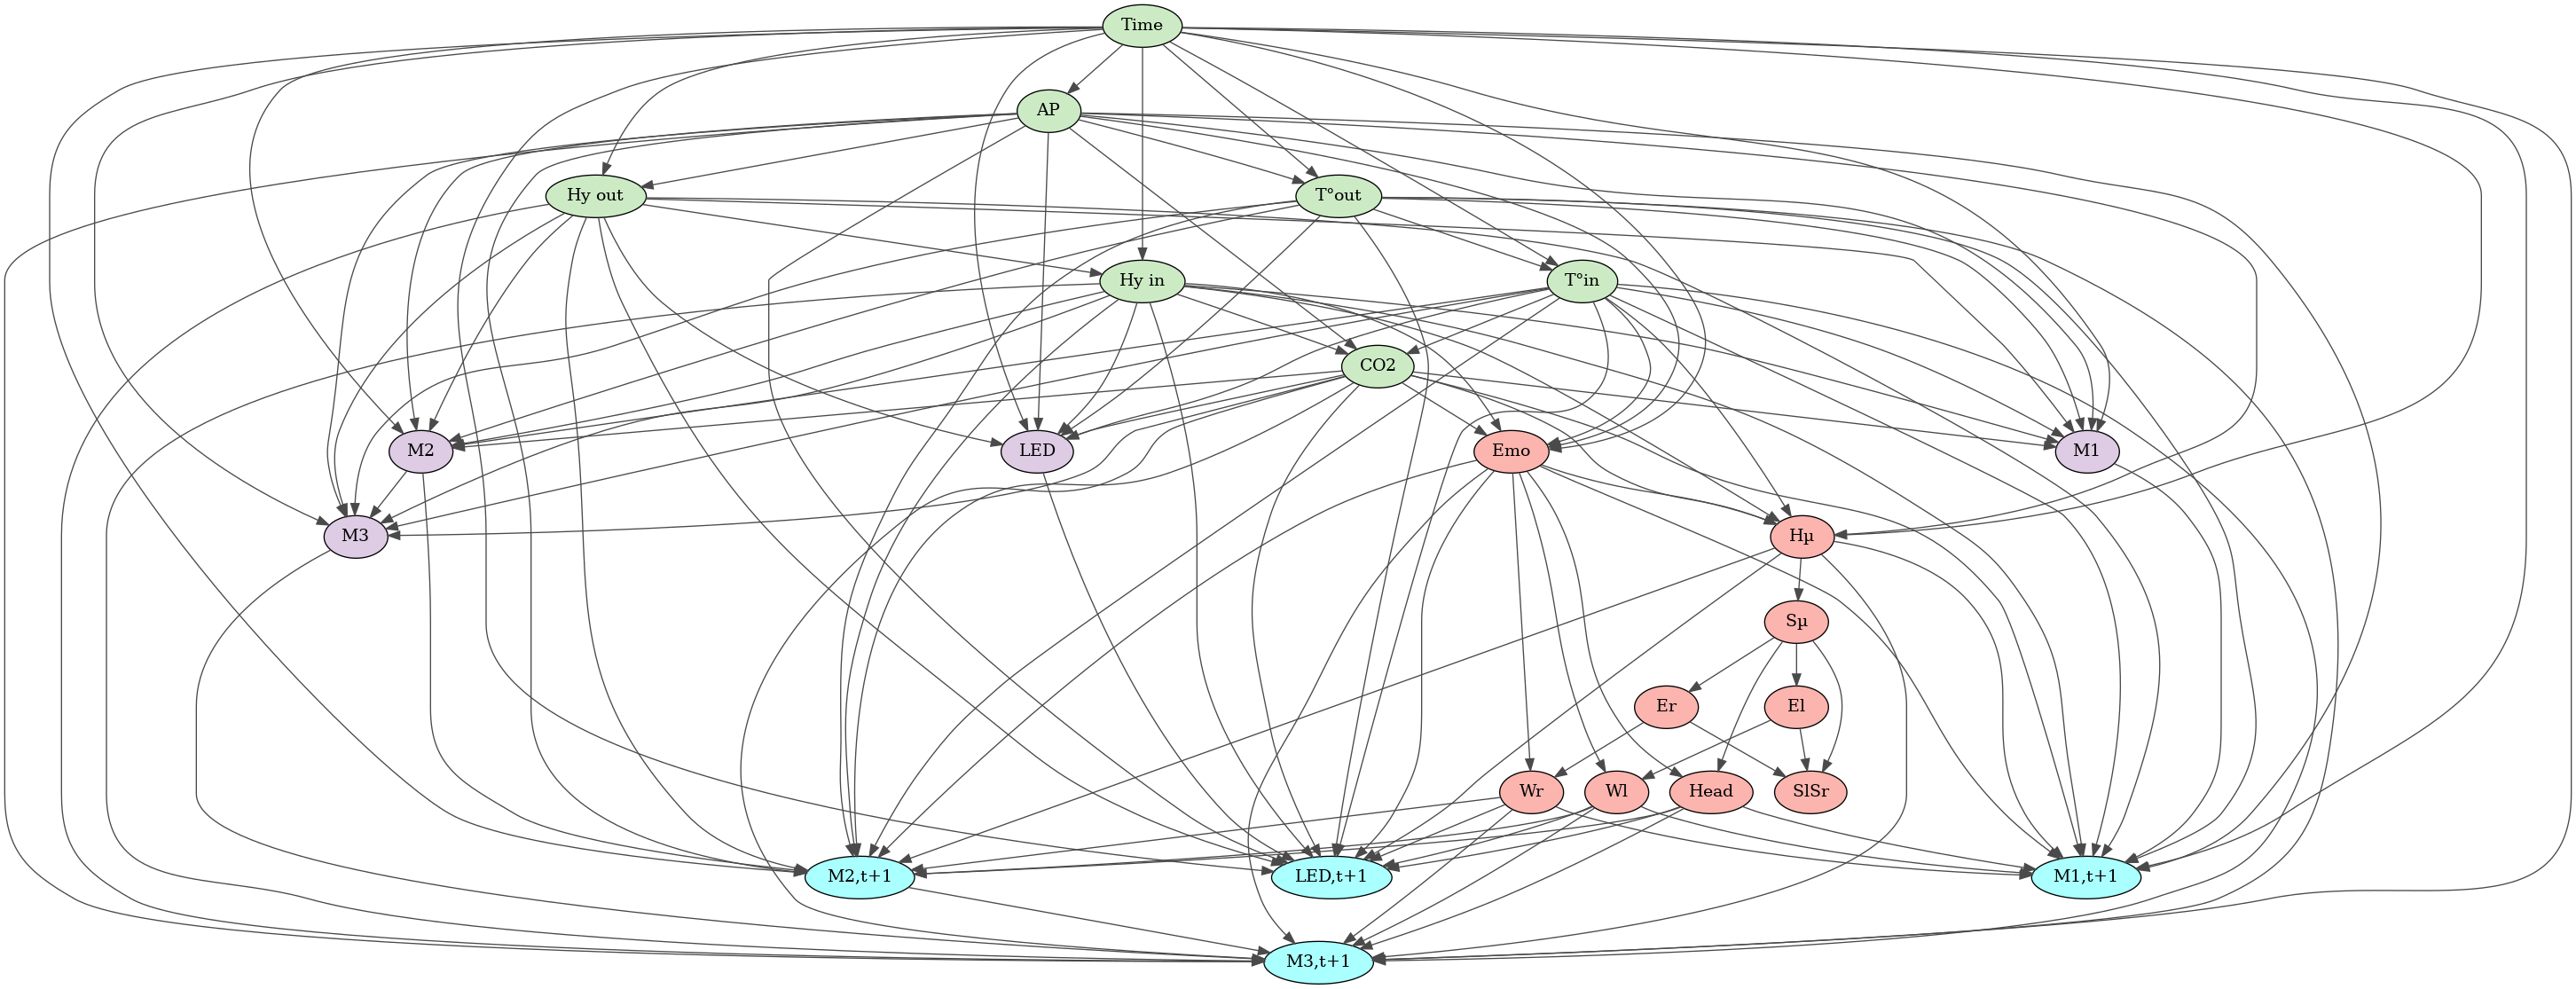 Time
AP
Hy out
T°out
Hy in
T°in
CO2
M2
LED
Emo
M1
M3
Hµ
Sµ
Er
El
Wr
Wl
Head
SlSr
M2,t+1
LED,t+1
M1,t+1
M3,t+1